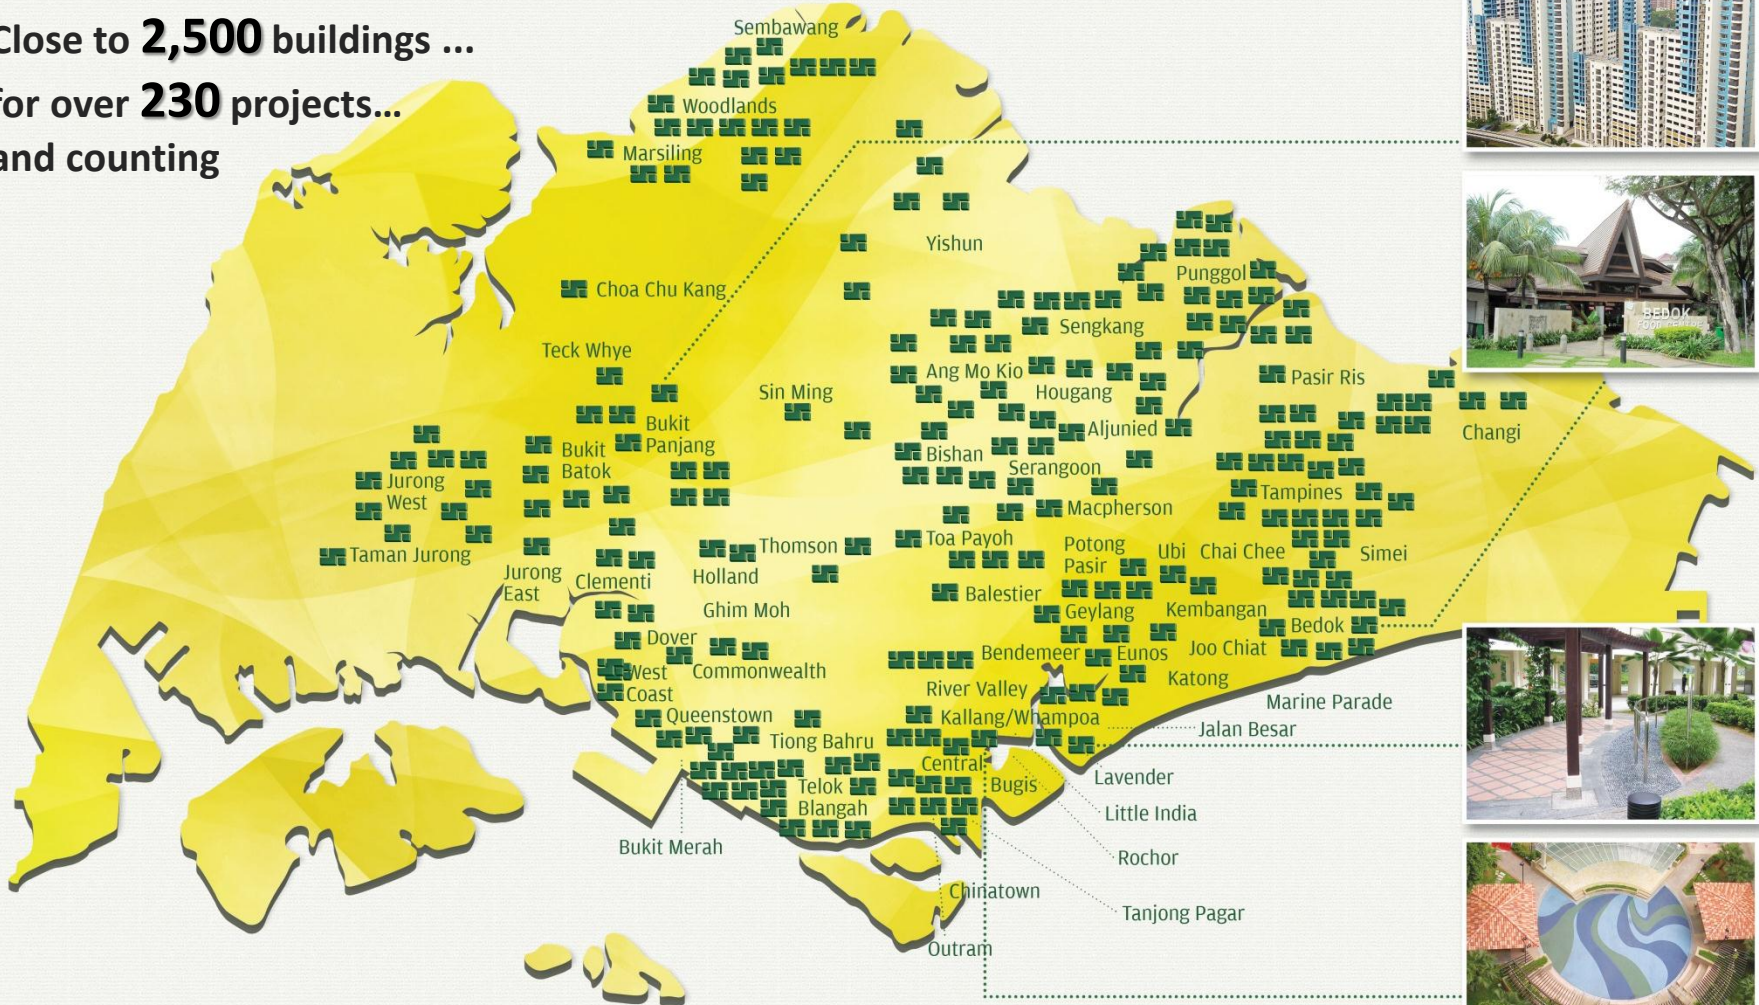 Close to 2,500 buildings ...
for over 230 projects...
and counting
Sembawang
Woodlands
Marsiling
Yishun
Punggol
Choa Chu Kang
Sengkang
Teck Whye
Ang Mo Kio
Pasir Ris
Sin Ming
Hougang
Bukit
Panjang
Aljunied
Changi
Bukit
Batok
Bishan
Serangoon
Jurong
West
Tampines
Macpherson
Taman Jurong
Thomson
Toa Payoh
Potong
Pasir
Ubi
Chai Chee
Simei
Jurong
East
Clementi
Holland
Balestier
Ghim Moh
Geylang
Kembangan
Bedok
Dover
Commonwealth
Bendemeer
Eunos
Joo Chiat
West
Coast
River Valley
Katong
Marine Parade
Queenstown
Kallang/Whampoa
Jalan Besar
Tiong Bahru
Central
Lavender
Telok
Blangah
Bugis
Little India
Bukit Merah
Rochor
Chinatown
Tanjong Pagar
Outram
BEDOK
FOOD CENTRE